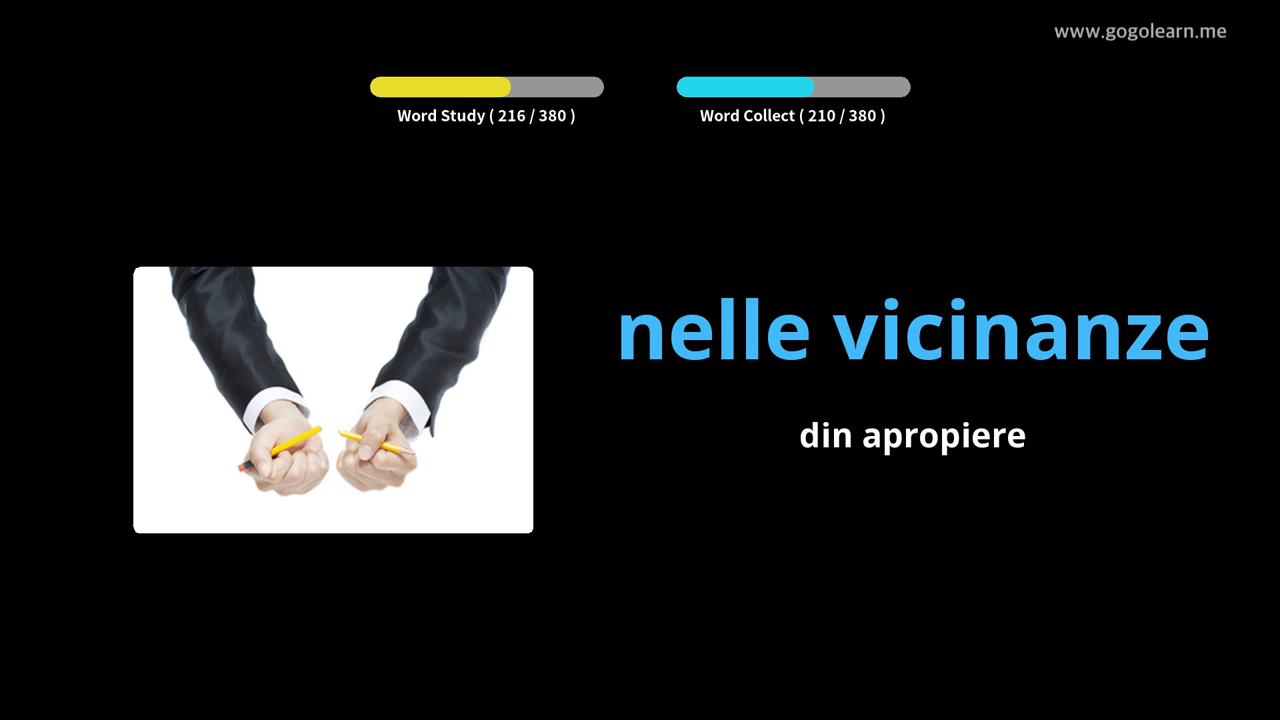 www.gogolearn.me
Word Study ( 216 / 380 )
Word Collect ( 210 / 380 )
nelle vicinanze
din apropiere